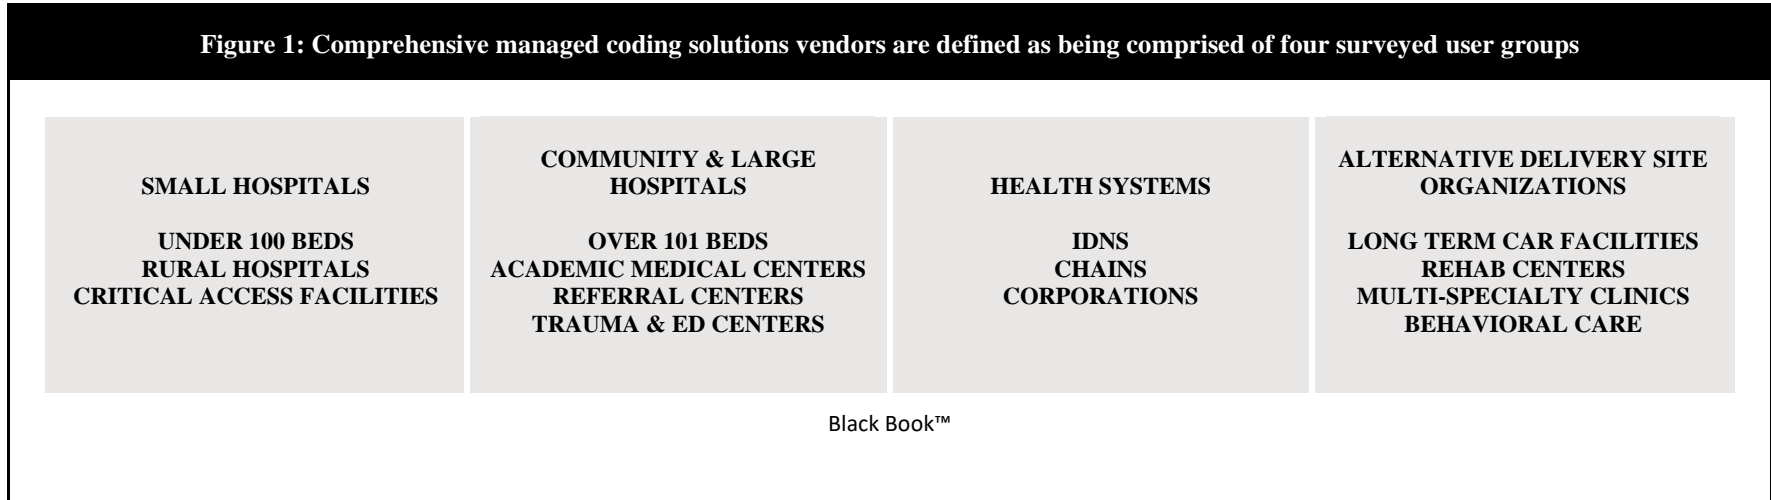 Figure 1: Comprehensive managed coding solutions vendors are defined as being comprised of four surveyed user groups
SMALL HOSPITALS
UNDER 100 BEDS
RURAL HOSPITALS
CRITICAL ACCESS FACILITIES
COMMUNITY & LARGE
HOSPITALS
OVER 101 BEDS
ACADEMIC MEDICAL CENTERS
REFERRAL CENTERS
TRAUMA & ED CENTERS
HEALTH SYSTEMS
IDNS
CHAINS
CORPORATIONS
ALTERNATIVE DELIVERY SITE
ORGANIZATIONS
LONG TERM CAR FACILITIES
REHAB CENTERS
MULTI-SPECIALTY CLINICS
BEHAVIORAL CARE
Black Book™